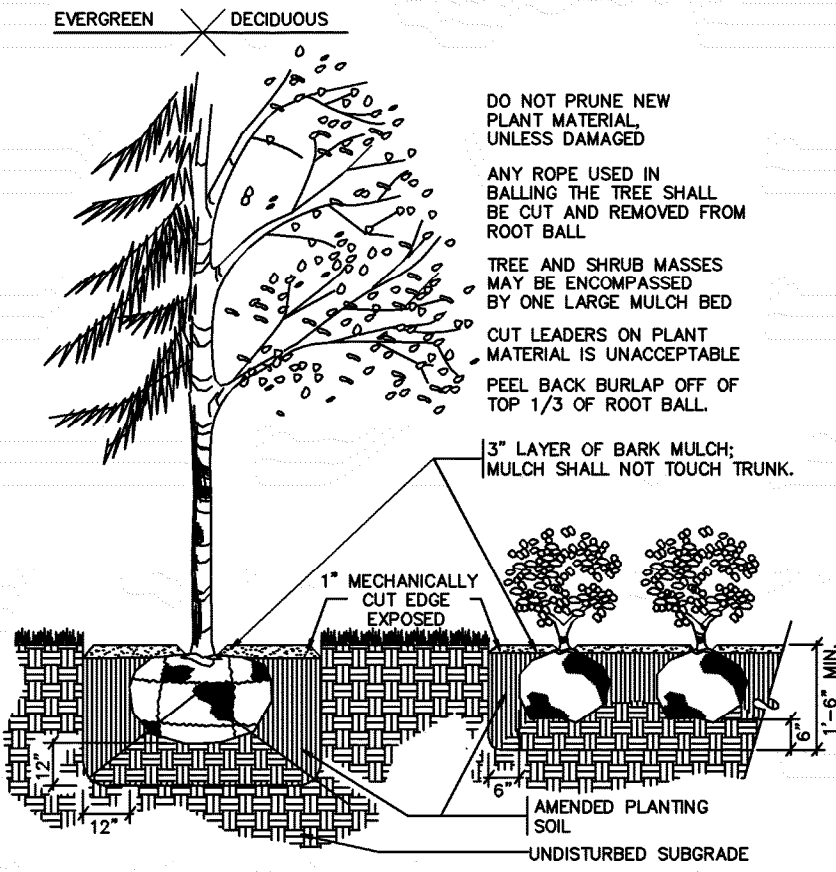 EVERGREEN DECIDUOUS
DO NOT PRUNE NEW
PLANT MATERIAL,
UNLESS DAMAGED
ANY ROPE USED IN
BALLING THE TREE SHALL
BE CUT AND REMOVED FROM
ROOT BALL
TREE AND SHRUB MASSES
MAY BE ENCOMPASSED
BY ONE LARGE MULCH BED
CUT LEADERS ON PLANT
MATERIAL IS UNACCEPTABLE
PEEL BACK BURLAP OFF OF
TOP 1/3 OF ROOT BALL.
3" LAYER OF BARK MULCH;
MULCH SHALL NOT TOUCH TRUNK.
1" MECHANICALLY
CUT EDGE
EXPOSED
12"
12"
6"
6"
1'-6" MIN.
AMENDED PLANTING
SOIL
UNDISTURBED SUBGRADE